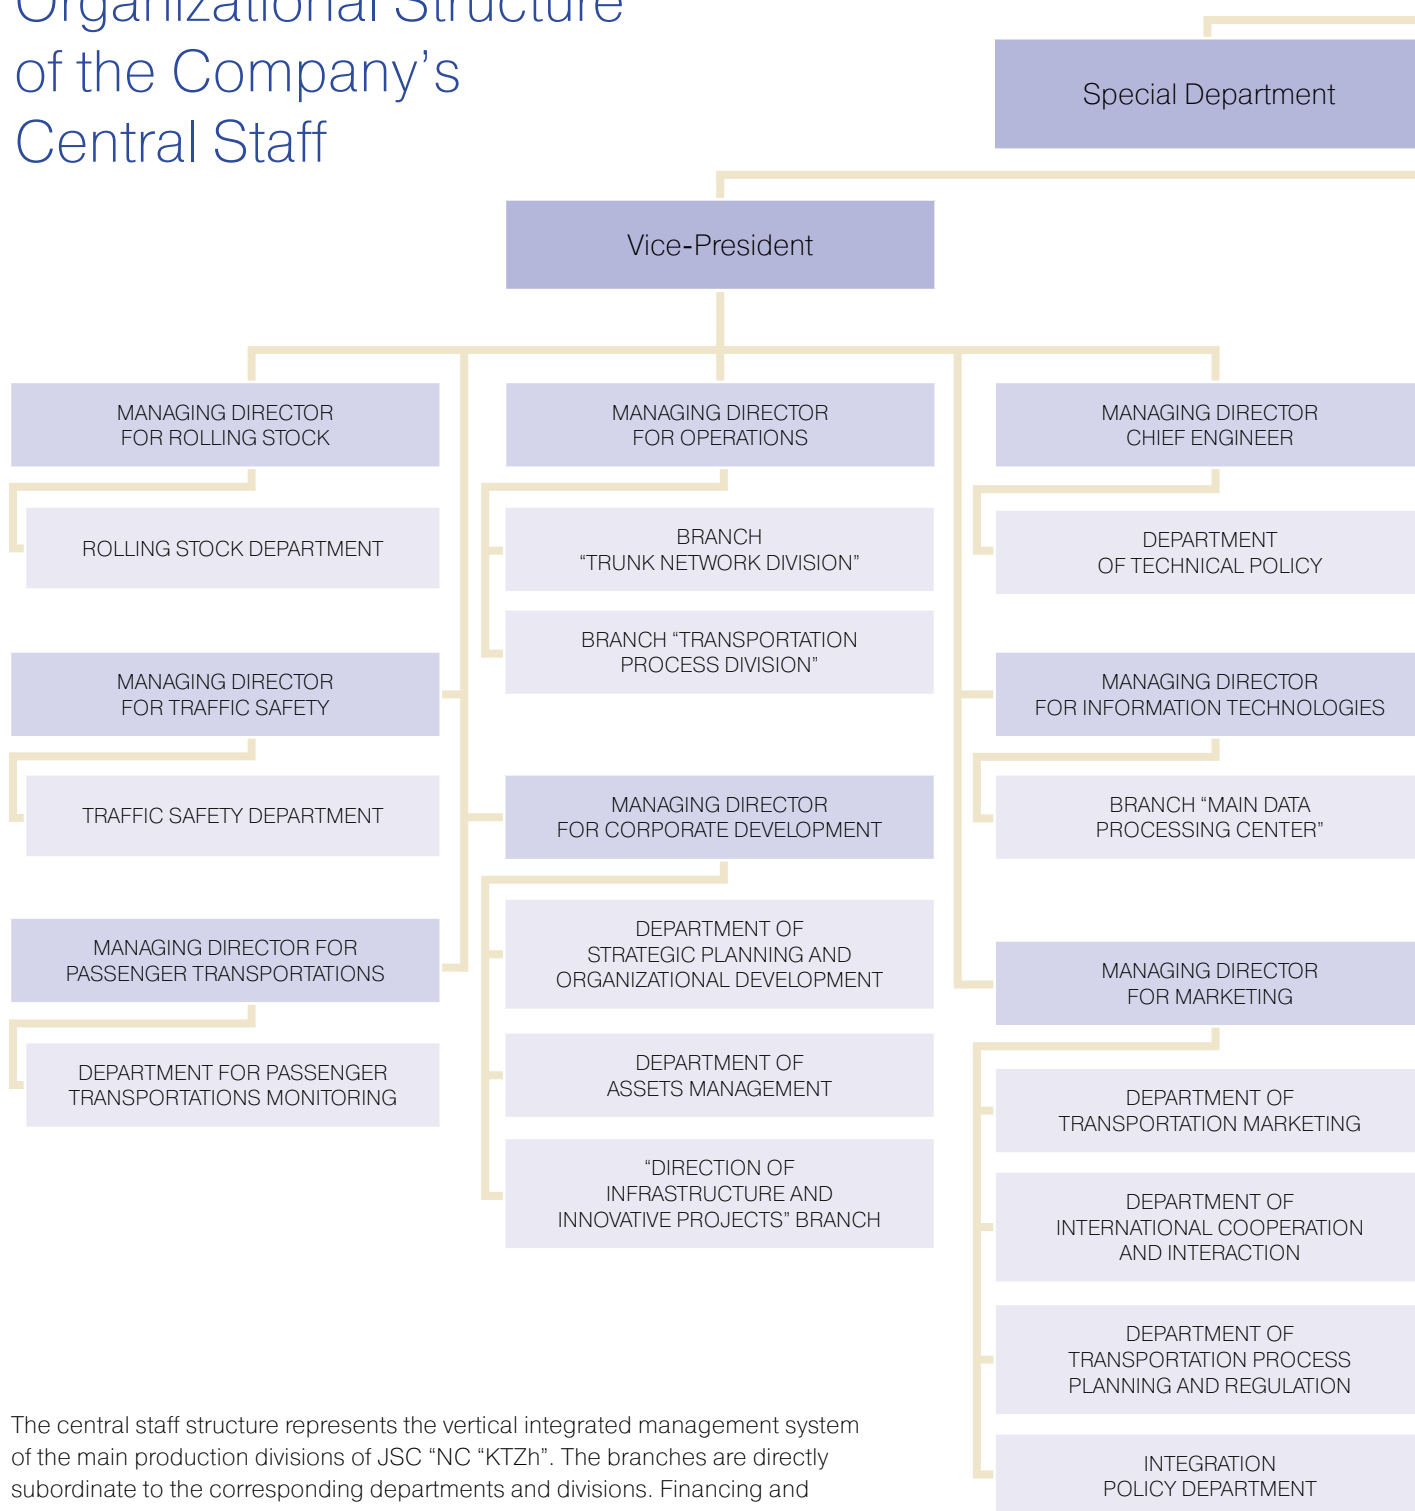 Organizational Structure
of the Company’s
Central Staff
Special Department
Vice-President
MANAGING DIRECTOR
FOR ROLLING STOCK
ROLLING STOCK DEPARTMENT
MANAGING DIRECTOR
FOR TRAFFIC SAFETY
TRAFFIC SAFETY DEPARTMENT
MANAGING DIRECTOR FOR
PASSENGER TRANSPORTATIONS
DEPARTMENT FOR PASSENGER
TRANSPORTATIONS MONITORING
MANAGING DIRECTOR
FOR OPERATIONS
BRANCH
“TRUNK NETWORK DIVISION”
BRANCH “TRANSPORTATION
PROCESS DIVISION”
MANAGING DIRECTOR
FOR CORPORATE DEVELOPMENT
DEPARTMENT OF
STRATEGIC PLANNING AND
ORGANIZATIONAL DEVELOPMENT
DEPARTMENT OF
ASSETS MANAGEMENT
“DIRECTION OF
INFRASTRUCTURE AND
INNOVATIVE PROJECTS” BRANCH
MANAGING DIRECTOR
CHIEF ENGINEER
DEPARTMENT
OF TECHNICAL POLICY
MANAGING DIRECTOR
FOR INFORMATION TECHNOLOGIES
BRANCH “MAIN DATA
PROCESSING CENTER”
MANAGING DIRECTOR
FOR MARKETING
DEPARTMENT OF
TRANSPORTATION MARKETING
DEPARTMENT OF
INTERNATIONAL COOPERATION
AND INTERACTION
DEPARTMENT OF
TRANSPORTATION PROCESS
PLANNING AND REGULATION
INTEGRATION
POLICY DEPARTMENT
The central staff structure represents the vertical integrated management system
of the main production divisions of JSC “NC “KTZh”. The branches are directly
subordinate to the corresponding departments and divisions. Financing and